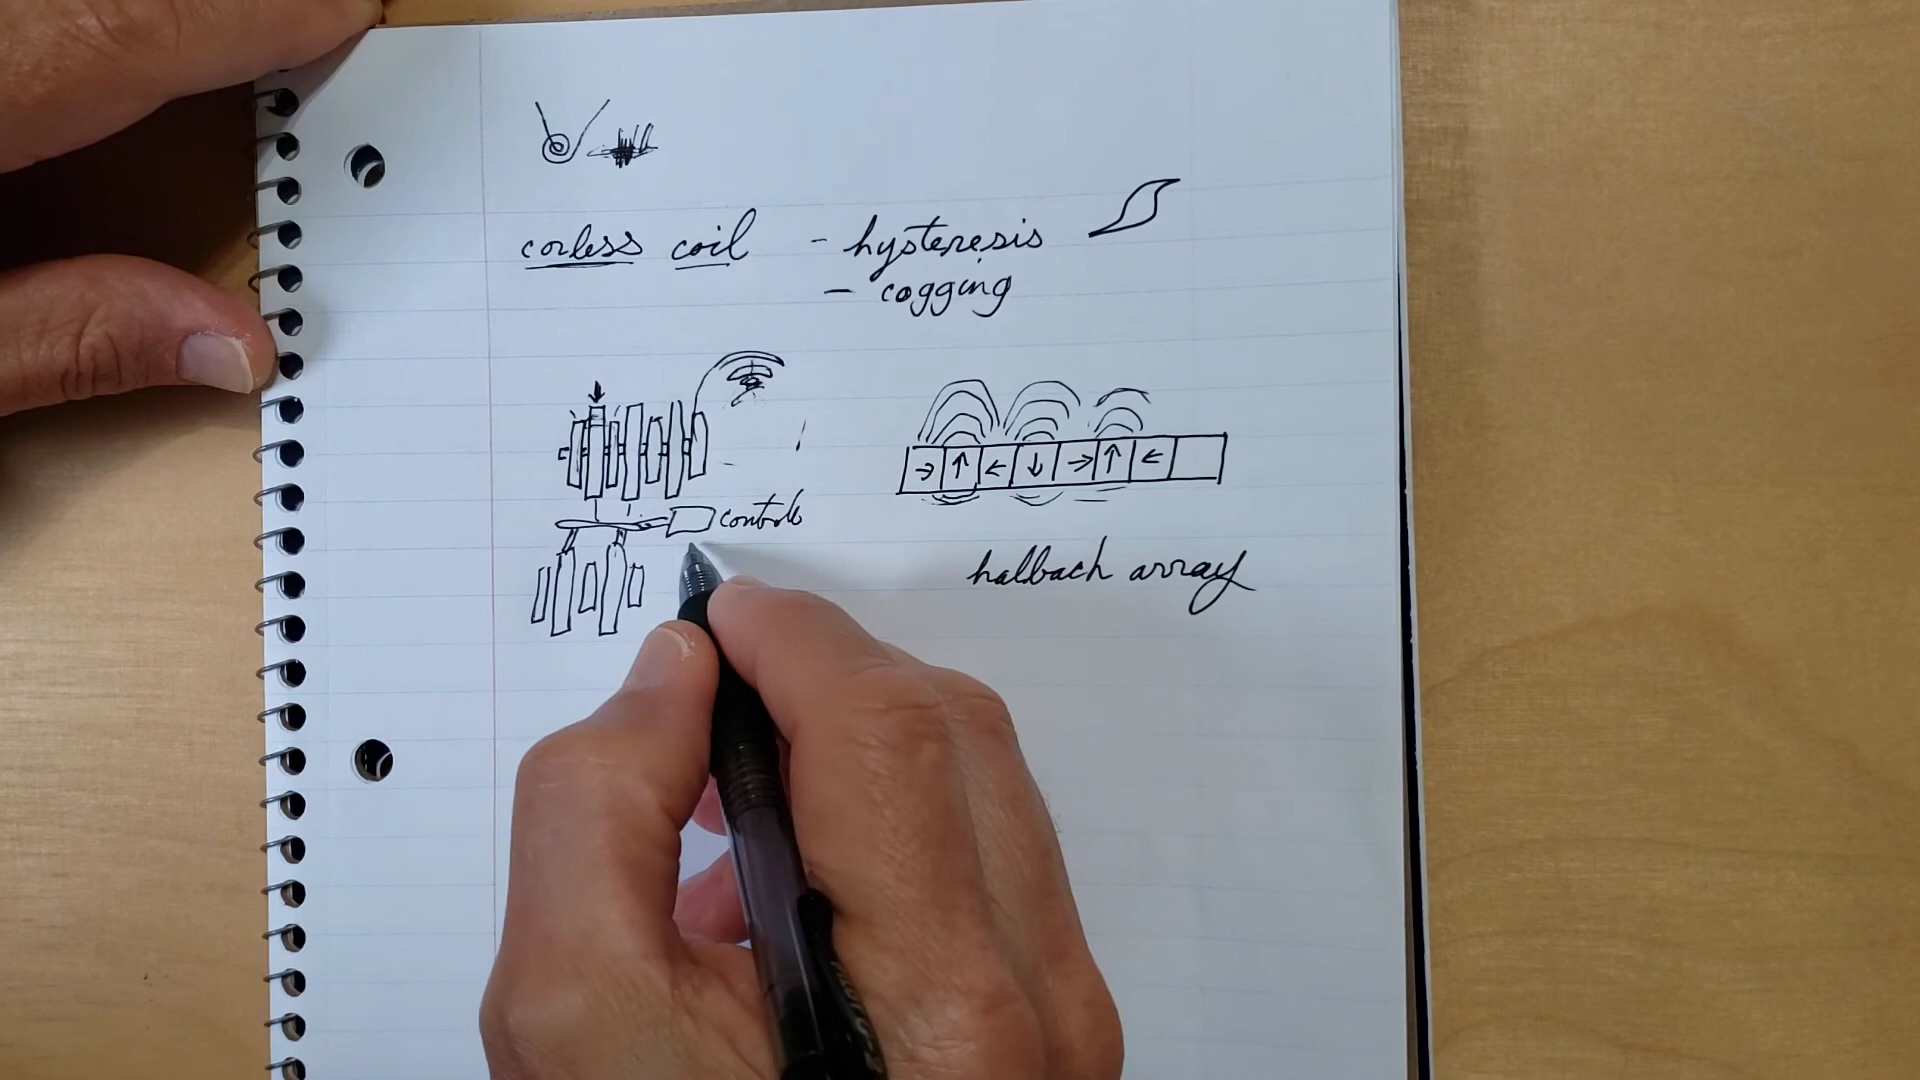 corless coil - hysteresis
- cogging
controls
halbach array